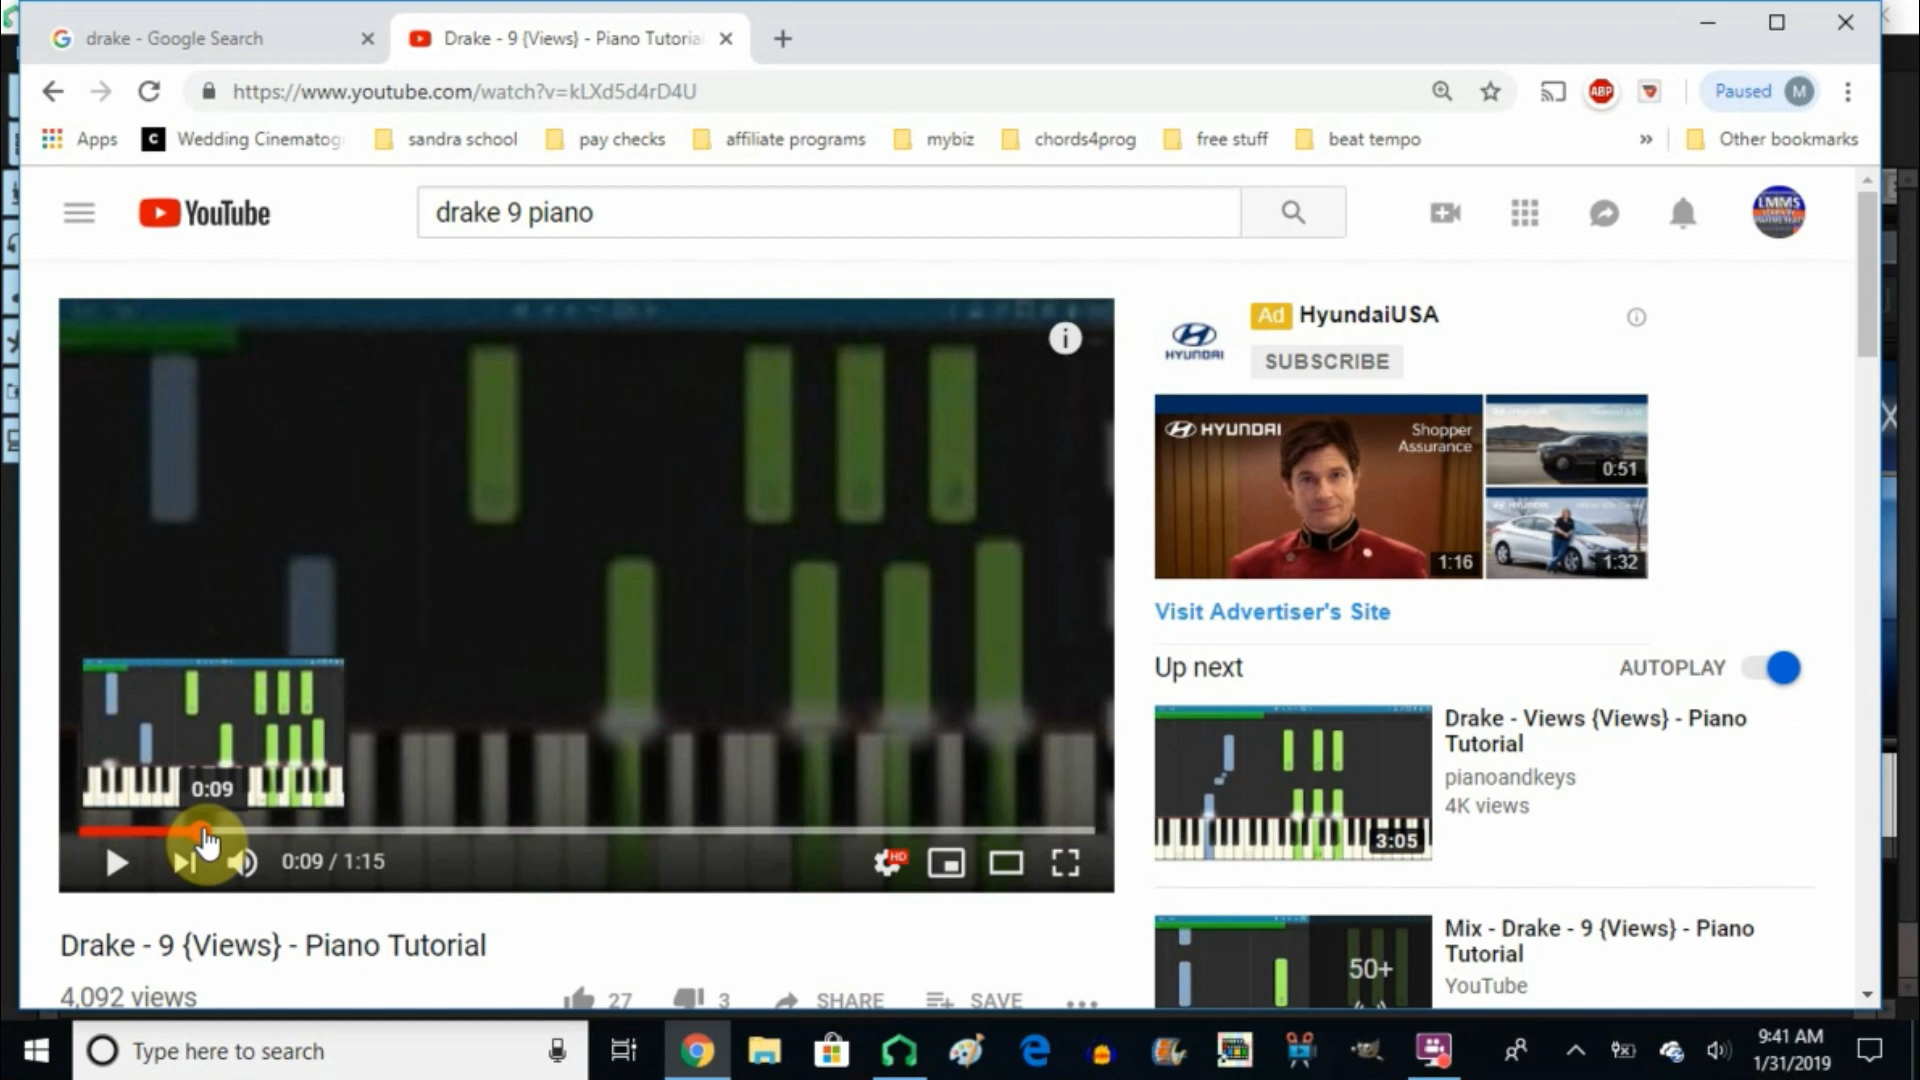 drake - Google Search
Drake - 9 {Views} - Piano Tutoria
https://www.youtube.com/watch?v=kLXd5d4rD4U
ABP
Paused
M
Apps
C
Wedding Cinematog
sandra school
pay checks
affiliate programs
mybiz
chords4prog
free stuff
beat tempo
»
Other bookmarks
YouTube
drake 9 piano
LMMS
Ad HyundaiUSA
HYUNDAI
SUBSCRIBE
HYUNDAI
Shopper
Assurance
0:51
1:16
1:32
Visit Advertiser's Site
Up next
AUTOPLAY
Drake - Views {Views} - Piano
Tutorial
pianoandkeys
4K views
3:05
0:09
0:09 / 1:15
HD
Drake - 9 {Views} - Piano Tutorial
4,092 views
27
3
SHARE
SAVE
Mix - Drake - 9 {Views} - Piano
Tutorial
YouTube
50+
Type here to search
9:41 AM
1/31/2019